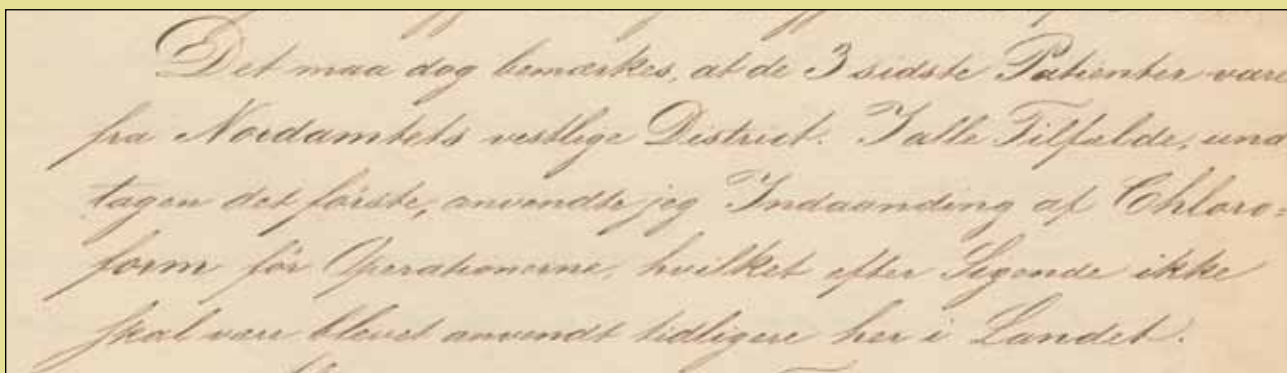 Det maa dog bemærkes, at de 3 sidste Patienter vare
fra Nordamtets vestlige District. I alle Tilfælde, und
tagen det første, anvendte jeg Indaanding af Chloro-
form før Operationerne, hvilket efter Sigende ikke
skal være blevet anvendt tidligere her i Landet.